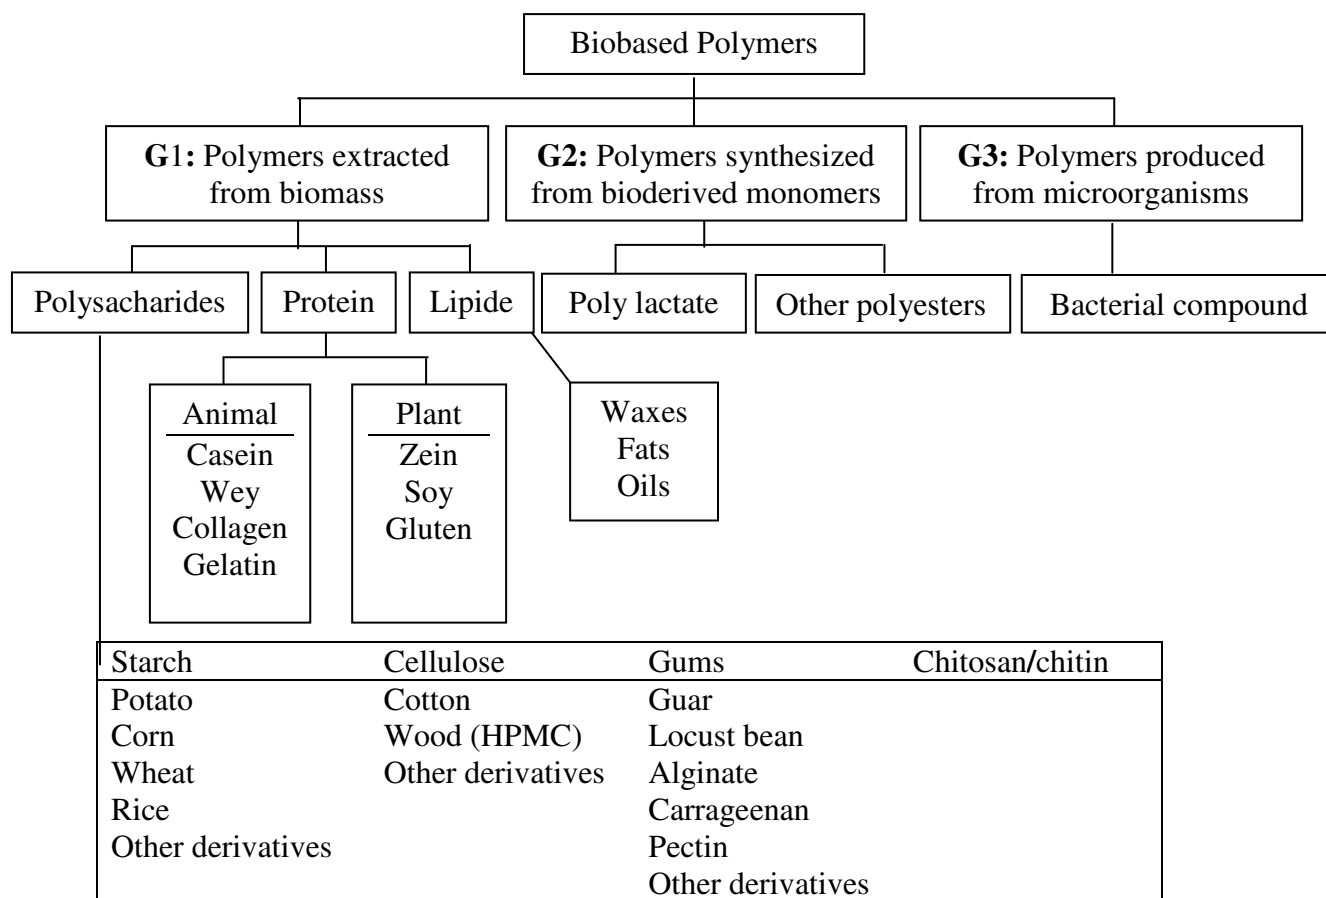 Biobased Polymers
G1: Polymers extracted
from biomass
G2: Polymers synthesized
from bioderived monomers
G3: Polymers produced
from microorganisms
Polysacharides
Protein
Lipide
Poly lactate
Other polyesters
Bacterial compound
Animal
Casein
Wey
Collagen
Gelatin
Plant
Zein
Soy
Gluten
Waxes
Fats
Oils
Starch Cellulose Gums Chitosan/chitin
Potato Cotton Guar
Corn Wood (HPMC) Locust bean
Wheat Other derivatives Alginate
Rice Carrageenan
Other derivatives Pectin
Other derivatives